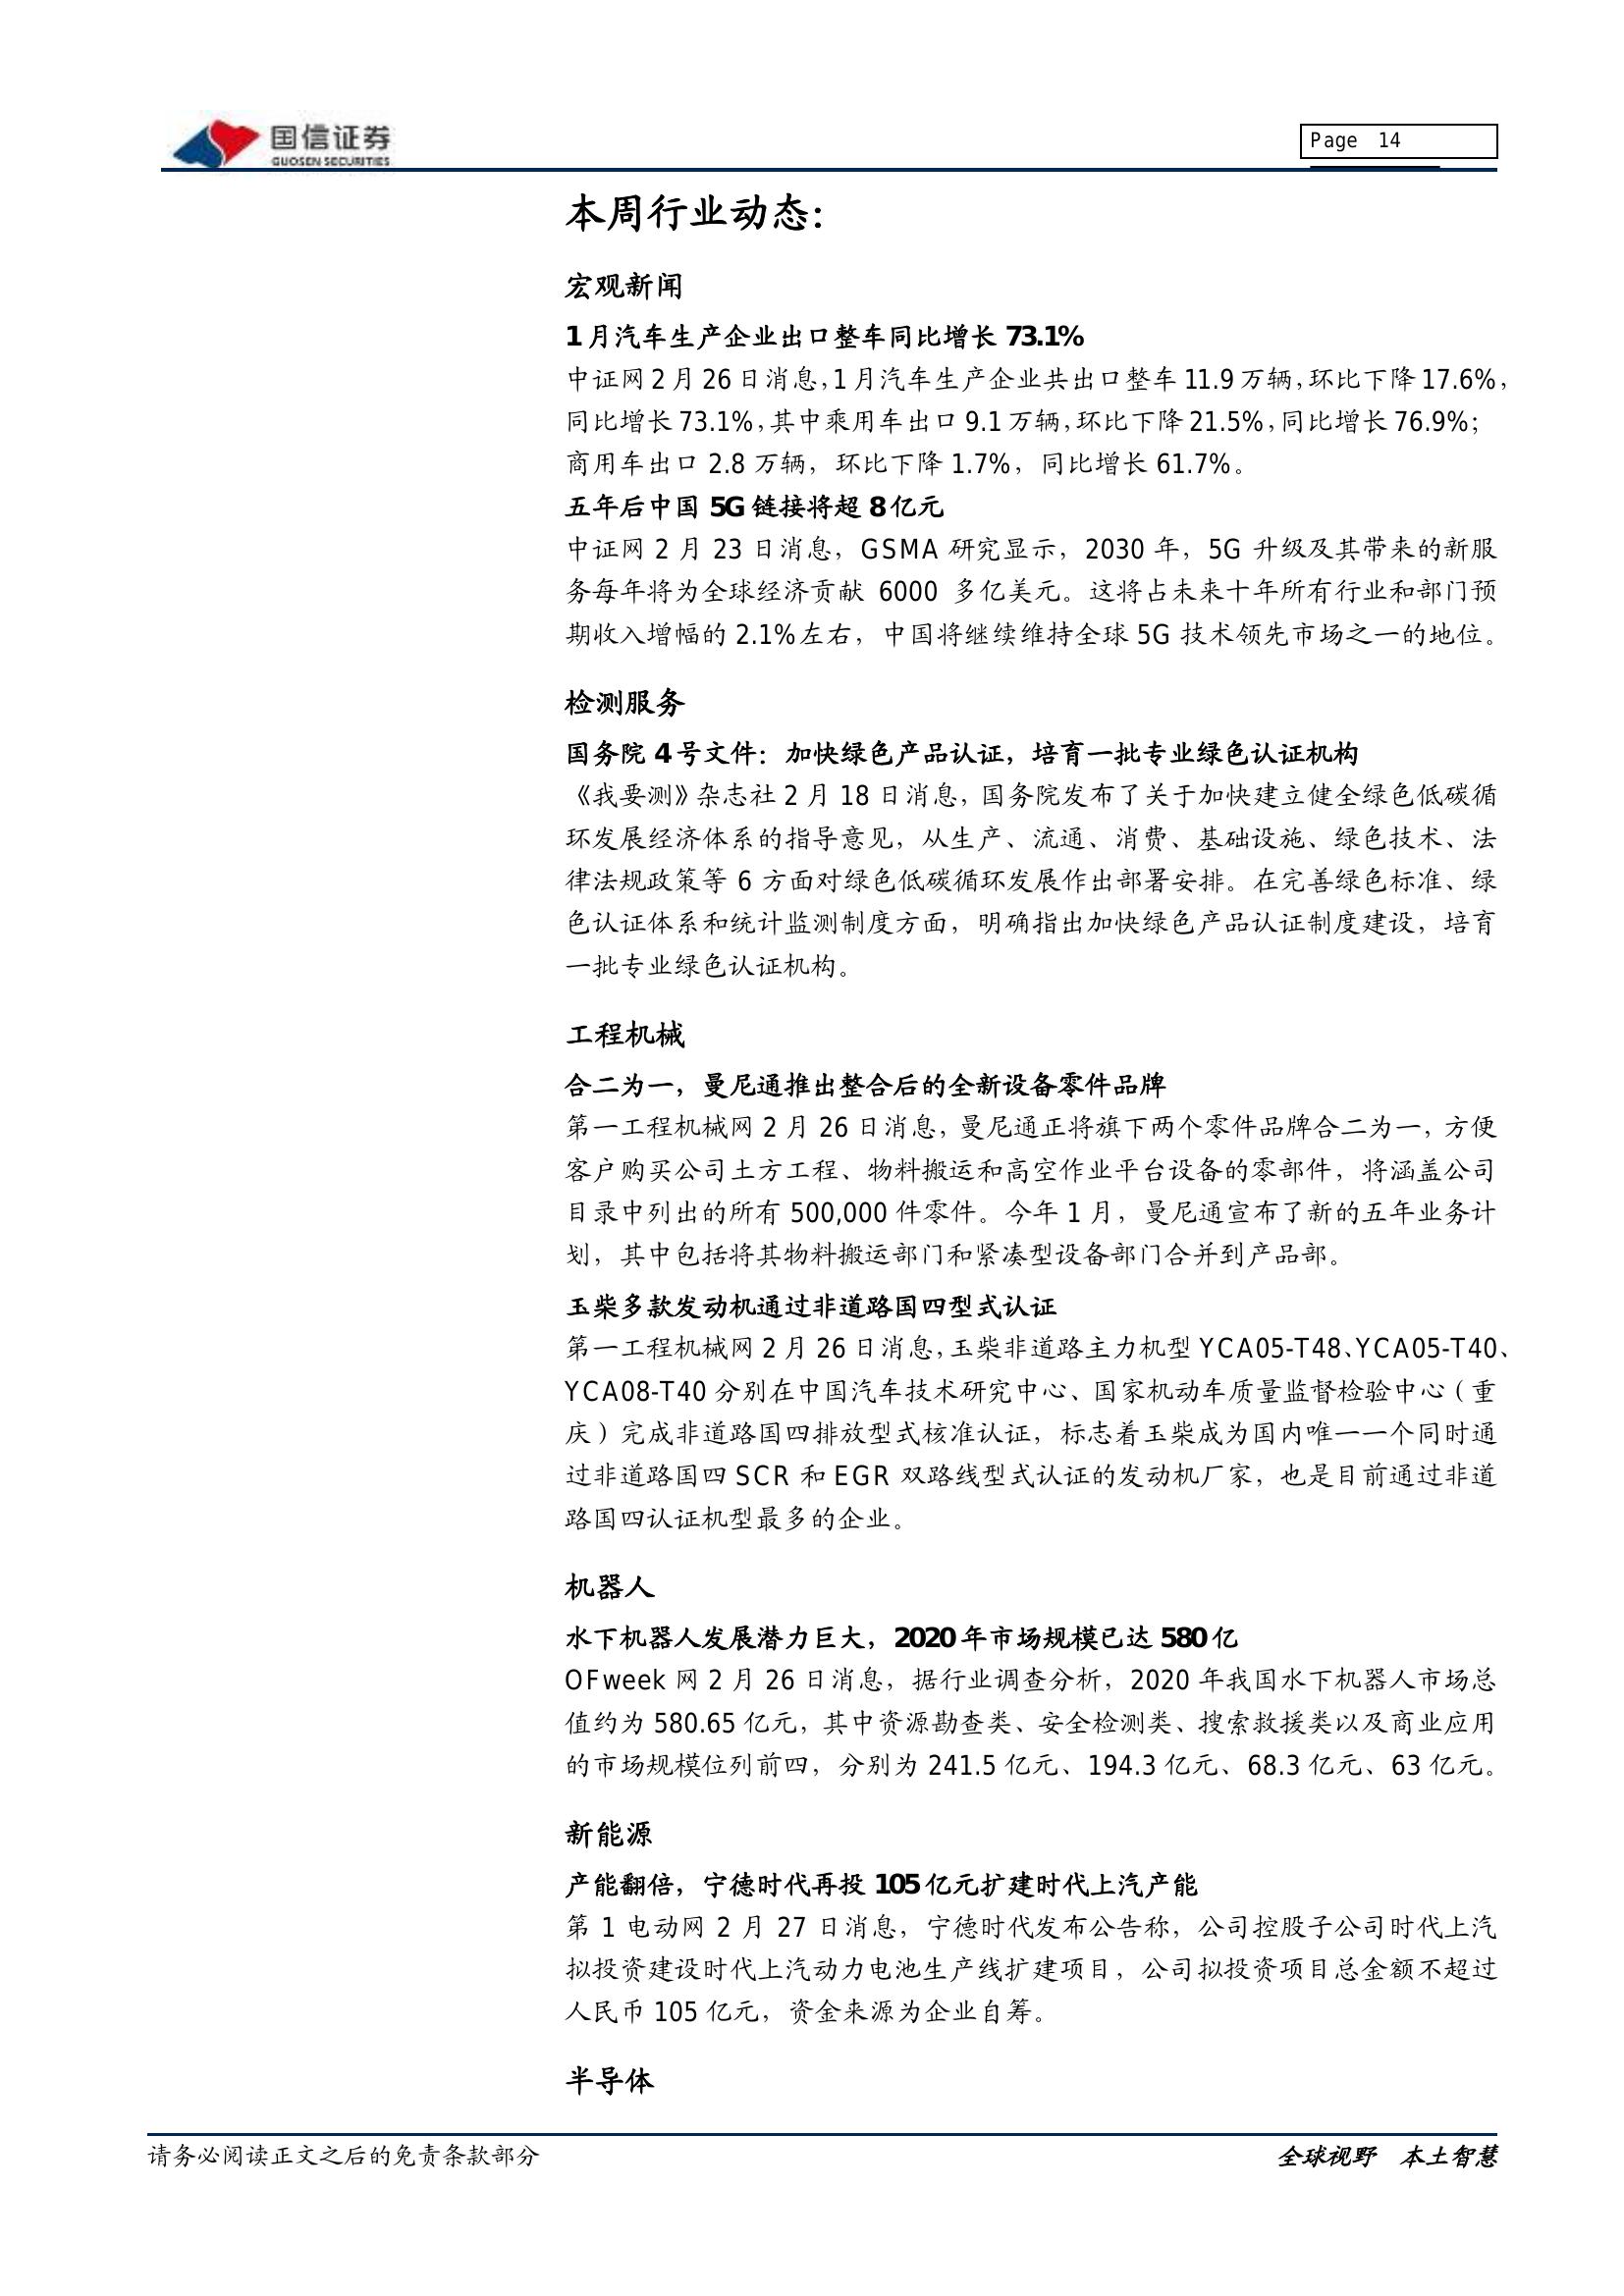 国信证券
GUOSEN SECURITIES
Page 14
本周行业动态：
宏观新闻
1月汽车生产企业出口整车同比增长 73.1%
中证网2月26日消息，1月汽车生产企业共出口整车11.9万辆，环比下降17.6%，
同比增长73.1%，其中乘用车出口9.1万辆，环比下降21.5%，同比增长76.9%；
商用车出口 2.8 万辆，环比下降 1.7%，同比增长 61.7%。
五年后中国 5G 链接将超 8 亿元
中证网 2 月 23 日消息，GSMA 研究显示，2030 年，5G 升级及其带来的新服
务每年将为全球经济贡献 6000 多亿美元。这将占未来十年所有行业和部门预
期收入增幅的 2.1%左右，中国将继续维持全球 5G 技术领先市场之一的地位。
检测服务
国务院 4 号文件：加快绿色产品认证，培育一批专业绿色认证机构
《我要测》杂志社 2 月 18 日消息，国务院发布了关于加快建立健全绿色低碳循
环发展经济体系的指导意见，从生产、流通、消费、基础设施、绿色技术、法
律法规政策等 6 方面对绿色低碳循环发展作出部署安排。在完善绿色标准、绿
色认证体系和统计监测制度方面，明确指出加快绿色产品认证制度建设，培育
一批专业绿色认证机构。
工程机械
合二为一，曼尼通推出整合后的全新设备零件品牌
第一工程机械网 2 月 26 日消息，曼尼通正将旗下两个零件品牌合二为一，方便
客户购买公司土方工程、物料搬运和高空作业平台设备的零部件，将涵盖公司
目录中列出的所有 500,000 件零件。今年 1 月，曼尼通宣布了新的五年业务计
划，其中包括将其物料搬运部门和紧凑型设备部门合并到产品部。
玉柴多款发动机通过非道路国四型式认证
第一工程机械网 2 月 26 日消息，玉柴非道路主力机型 YCA05-T48、YCA05-T40、
YCA08-T40 分别在中国汽车技术研究中心、国家机动车质量监督检验中心（重
庆）完成非道路国四排放型式核准认证，标志着玉柴成为国内唯一一个同时通
过非道路国四 SCR 和 EGR 双路线型式认证的发动机厂家，也是目前通过非道
路国四认证机型最多的企业。
机器人
水下机器人发展潜力巨大，2020 年市场规模已达 580 亿
OFweek 网 2 月 26 日消息，据行业调查分析，2020 年我国水下机器人市场总
值约为 580.65 亿元，其中资源勘查类、安全检测类、搜索救援类以及商业应用
的市场规模位列前四，分别为 241.5 亿元、194.3 亿元、68.3 亿元、63 亿元。
新能源
产能翻倍，宁德时代再投 105 亿元扩建时代上汽产能
第 1 电动网 2 月 27 日消息，宁德时代发布公告称，公司控股子公司时代上汽
拟投资建设时代上汽动力电池生产线扩建项目，公司拟投资项目总金额不超过
人民币 105 亿元，资金来源为企业自筹。
半导体
请务必阅读正文之后的免责条款部分
全球视野 本土智慧